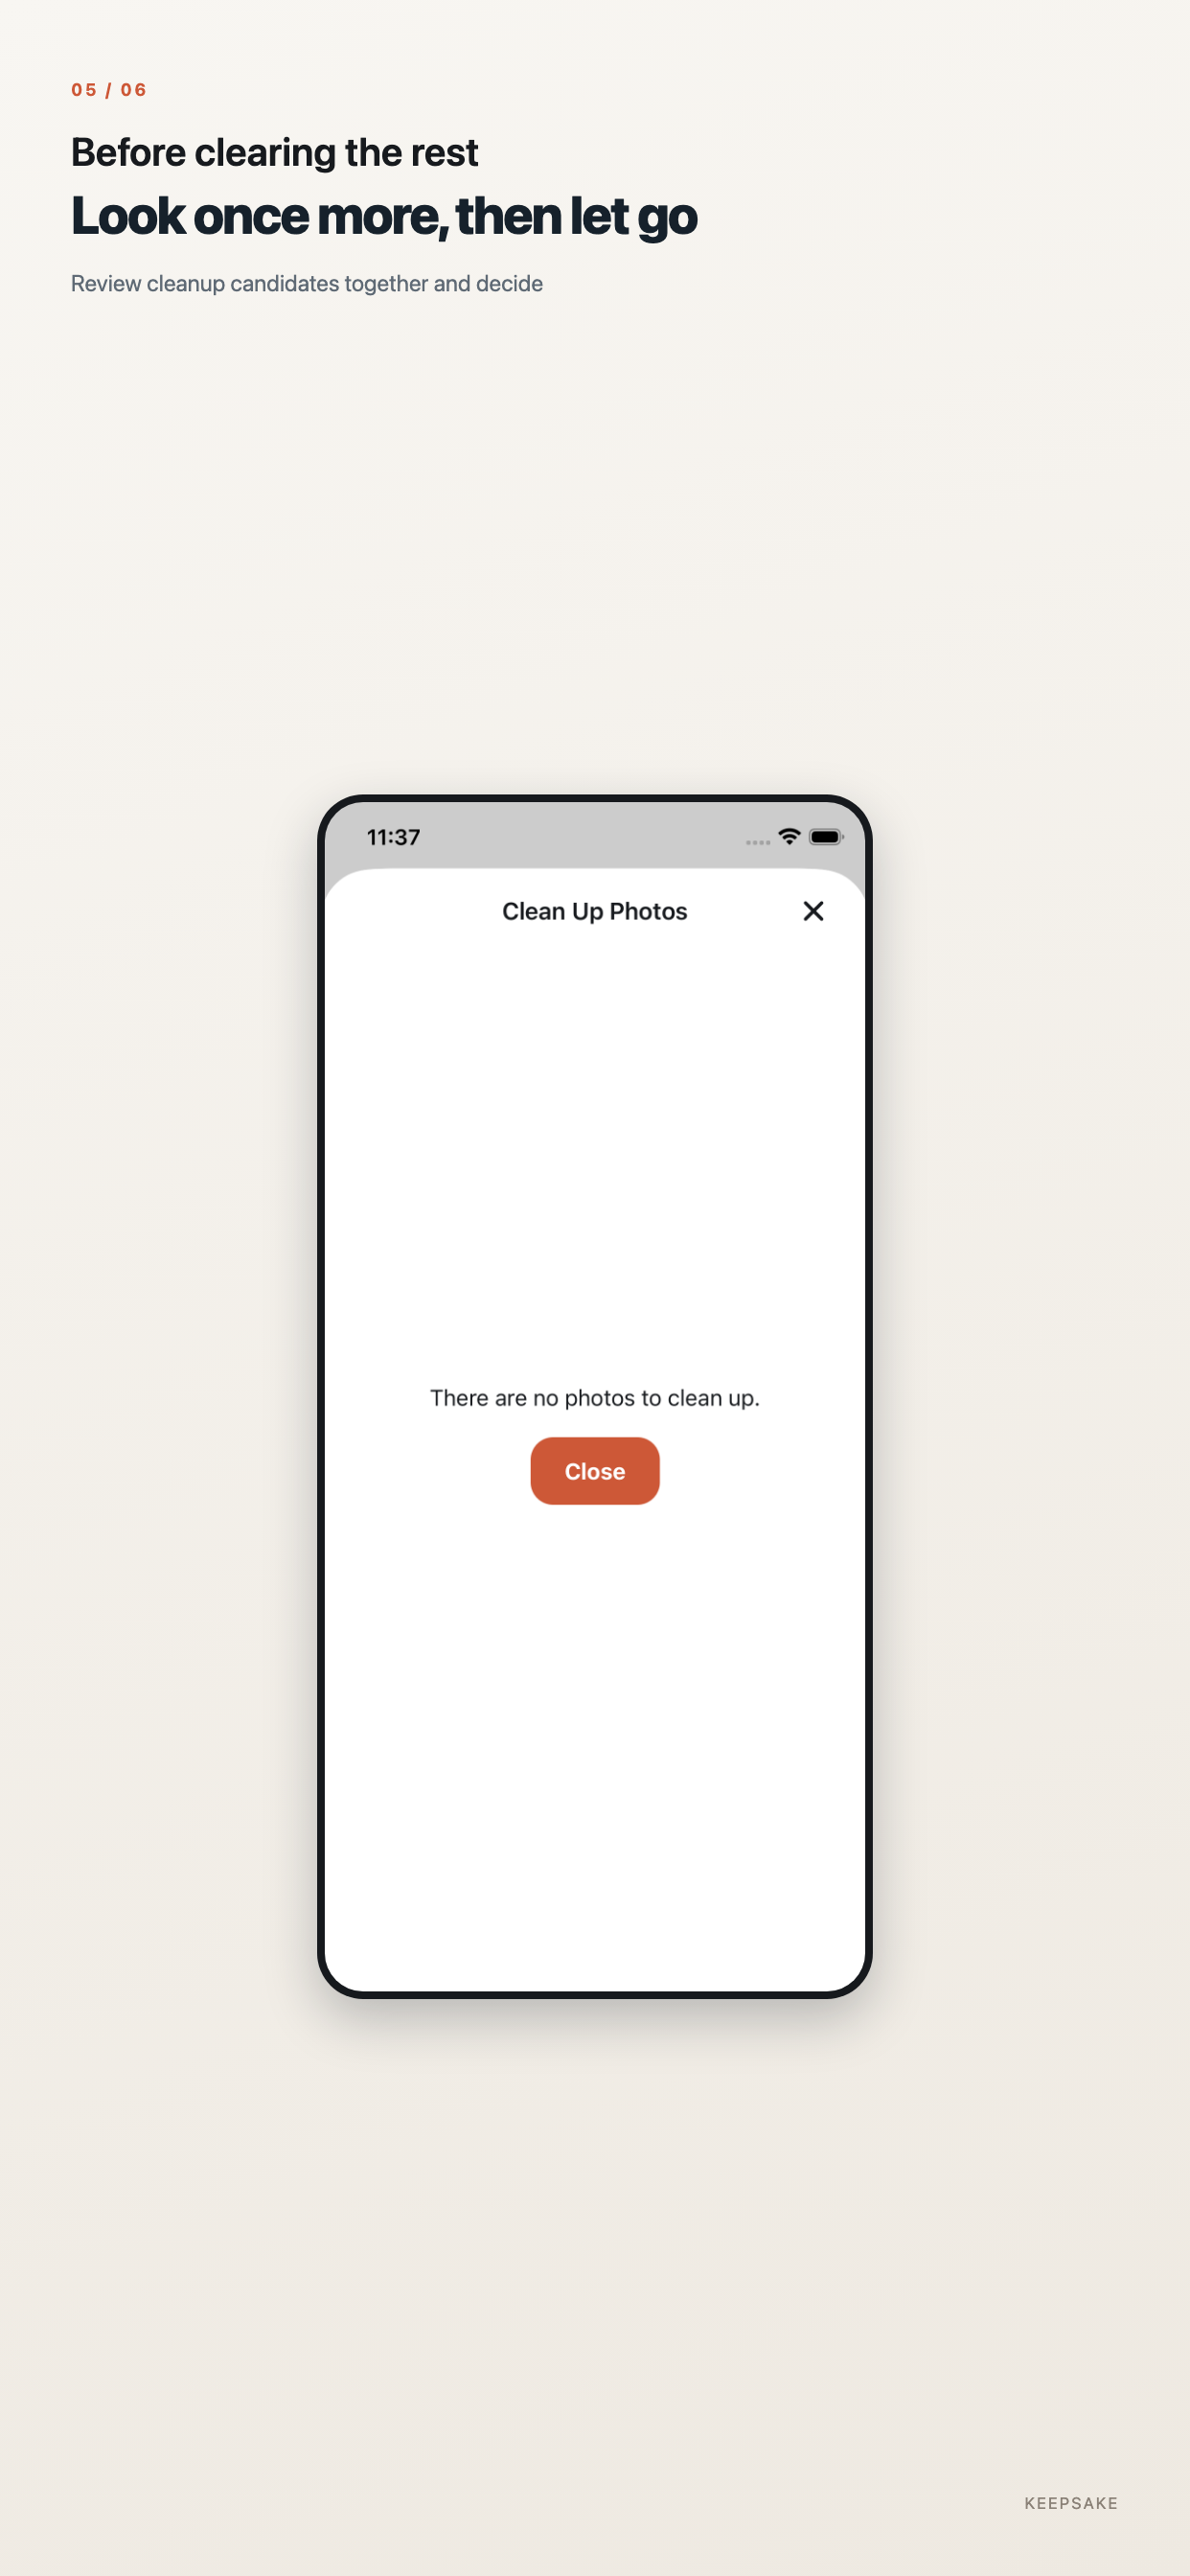 05 / 06
Before clearing the rest
Look once more, then let go
Review cleanup candidates together and decide
11:37
Clean Up Photos
There are no photos to clean up.
Close
KEEPSAKE